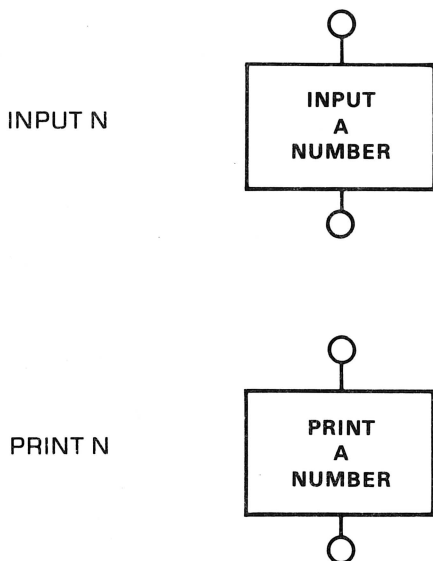 INPUT N
INPUT
A
NUMBER
PRINT N
PRINT
A
NUMBER